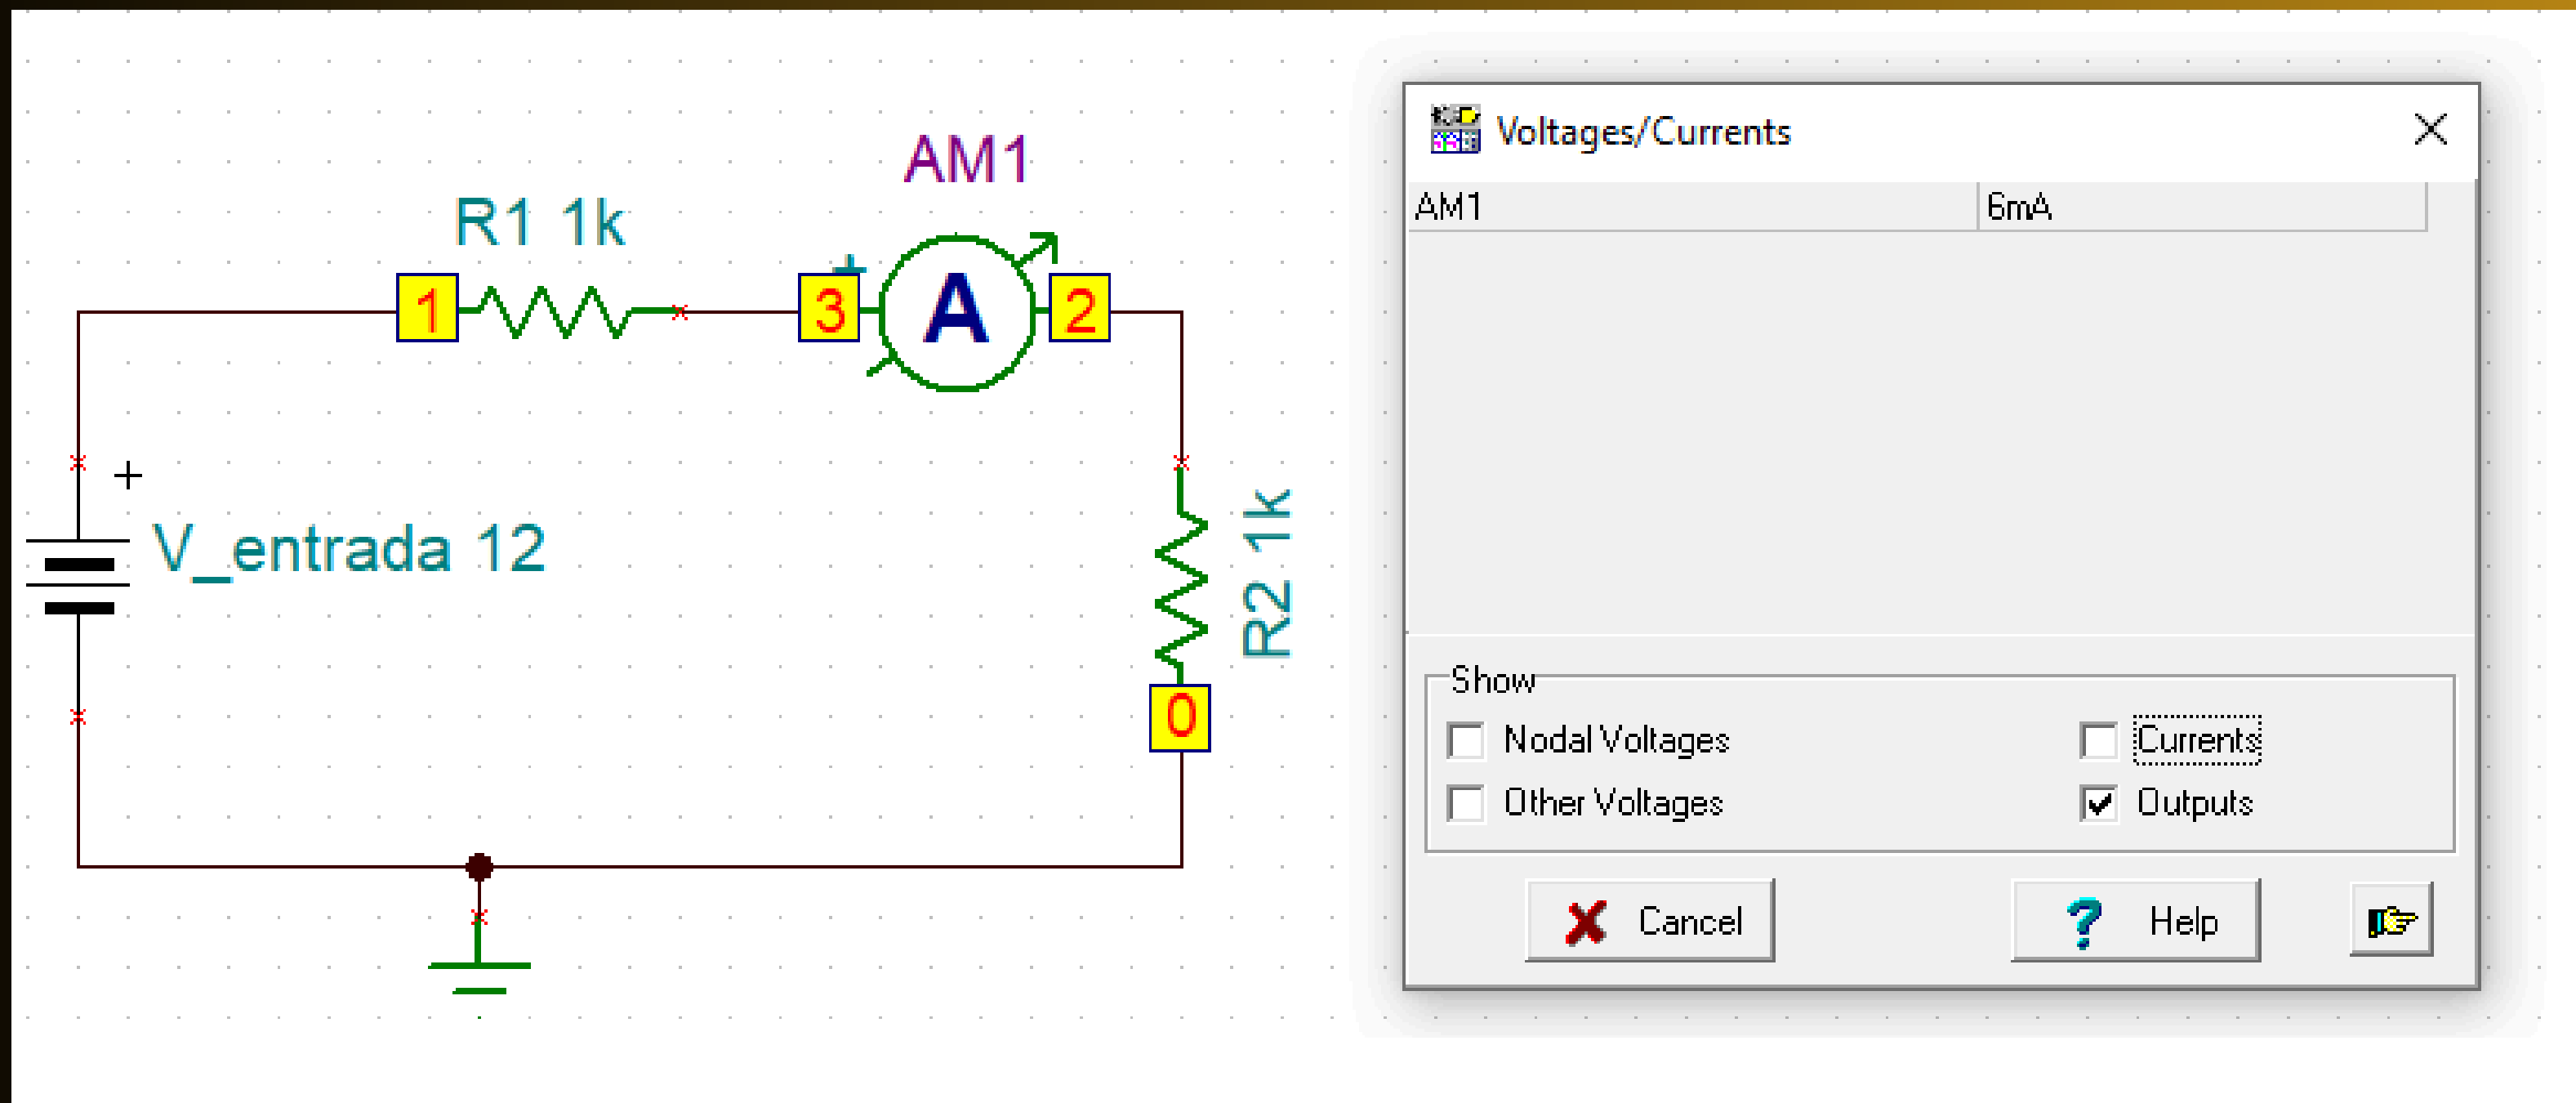 AM1
R1 1k
1
3
+
A
2
+
V_entrada 12
R2 1k
0
Voltages/Currents
AM1 6mA
Show
Nodal Voltages
Currents
Other Voltages
Outputs
Cancel
? Help